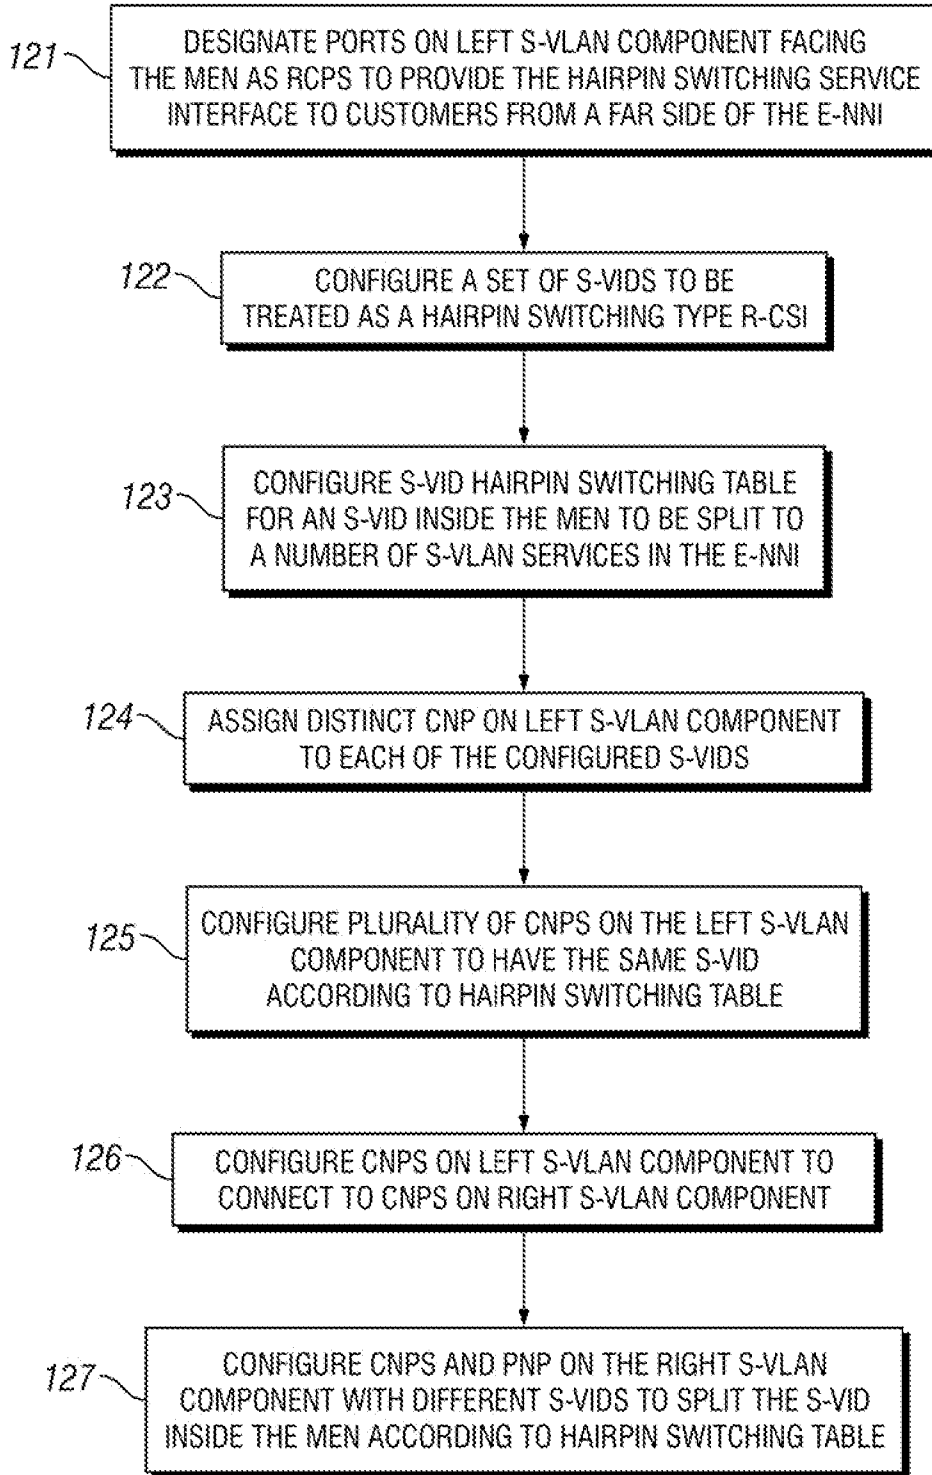 121
DESIGNATE PORTS ON LEFT S-VLAN COMPONENT FACING
THE MEN AS RCPS TO PROVIDE THE HAIRPIN SWITCHING SERVICE
INTERFACE TO CUSTOMERS FROM A FAR SIDE OF THE E-NNI
122
CONFIGURE A SET OF S-VIDS TO BE
TREATED AS A HAIRPIN SWITCHING TYPE R-CSI
123
CONFIGURE S-VID HAIRPIN SWITCHING TABLE
FOR AN S-VID INSIDE THE MEN TO BE SPLIT TO
A NUMBER OF S-VLAN SERVICES IN THE E-NNI
124
ASSIGN DISTINCT CNP ON LEFT S-VLAN COMPONENT
TO EACH OF THE CONFIGURED S-VIDS
125
CONFIGURE PLURALITY OF CNPS ON THE LEFT S-VLAN
COMPONENT TO HAVE THE SAME S-VID
ACCORDING TO HAIRPIN SWITCHING TABLE
126
CONFIGURE CNPS ON LEFT S-VLAN COMPONENT TO
CONNECT TO CNPS ON RIGHT S-VLAN COMPONENT
127
CONFIGURE CNPS AND PNP ON THE RIGHT S-VLAN
COMPONENT WITH DIFFERENT S-VIDS TO SPLIT THE S-VID
INSIDE THE MEN ACCORDING TO HAIRPIN SWITCHING TABLE